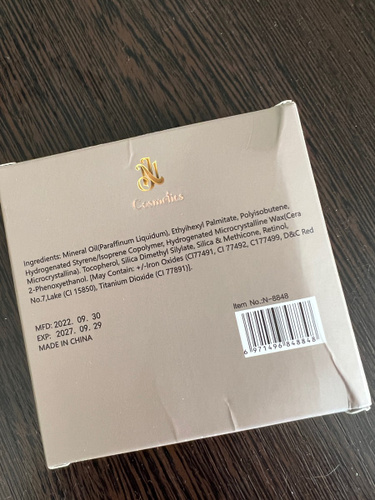 Cosmetics
Ingredients: Mineral Oil(Paraffinum Liquidum), Ethyihexyl Palmitate, Polyisobutene,
Hydrogenated Styrene/Isoprene Copolymer, Hydrogenated Microcrystalline Wax(Cera
Microcrystallina), Tocopherol, Silica Dimethyl Silylate, Silica & Methicone, Retinol,
2-Phenoxyethanol. [May Contain: +/-Iron Oxides (CI77491, CI 77492, C177499, D&C Red
No.7,Lake (CI 15850), Titanium Dioxide (CI 77891)].
MFD: 2022. 09. 30
EXP: 2027. 09. 29
MADE IN CHINA
Item No.:N-8848
6 971496 848848